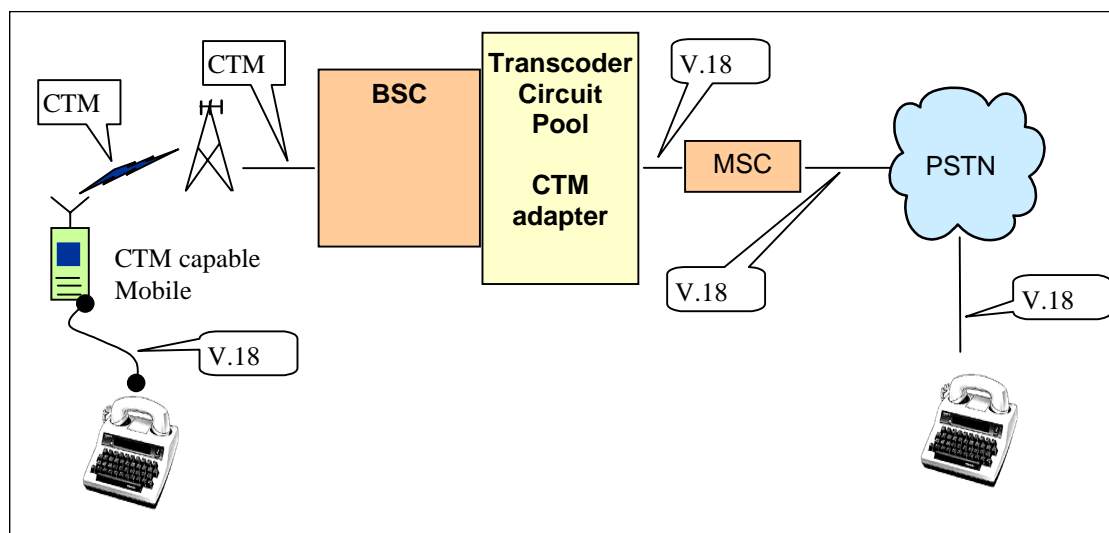 CTM
CTM
BSC
Transcoder
Circuit
Pool
CTM
adapter
V.18
MSC
PSTN
V.18
V.18
CTM capable
Mobile
V.18